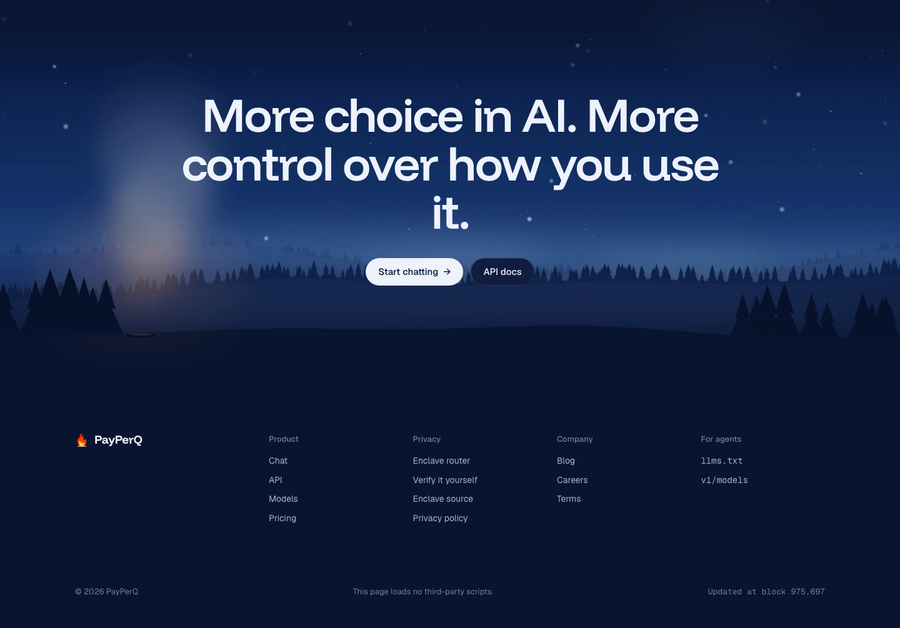 More choice in AI. More
control over how you use
it.
Start chatting →
API docs
PayPerQ
Product
Chat
API
Models
Pricing
Privacy
Enclave router
Verify it yourself
Enclave source
Privacy policy
Company
Blog
Careers
Terms
For agents
llms.txt
v1/models
© 2026 PayPerQ
This page loads no third-party scripts.
Updated at block 975,697